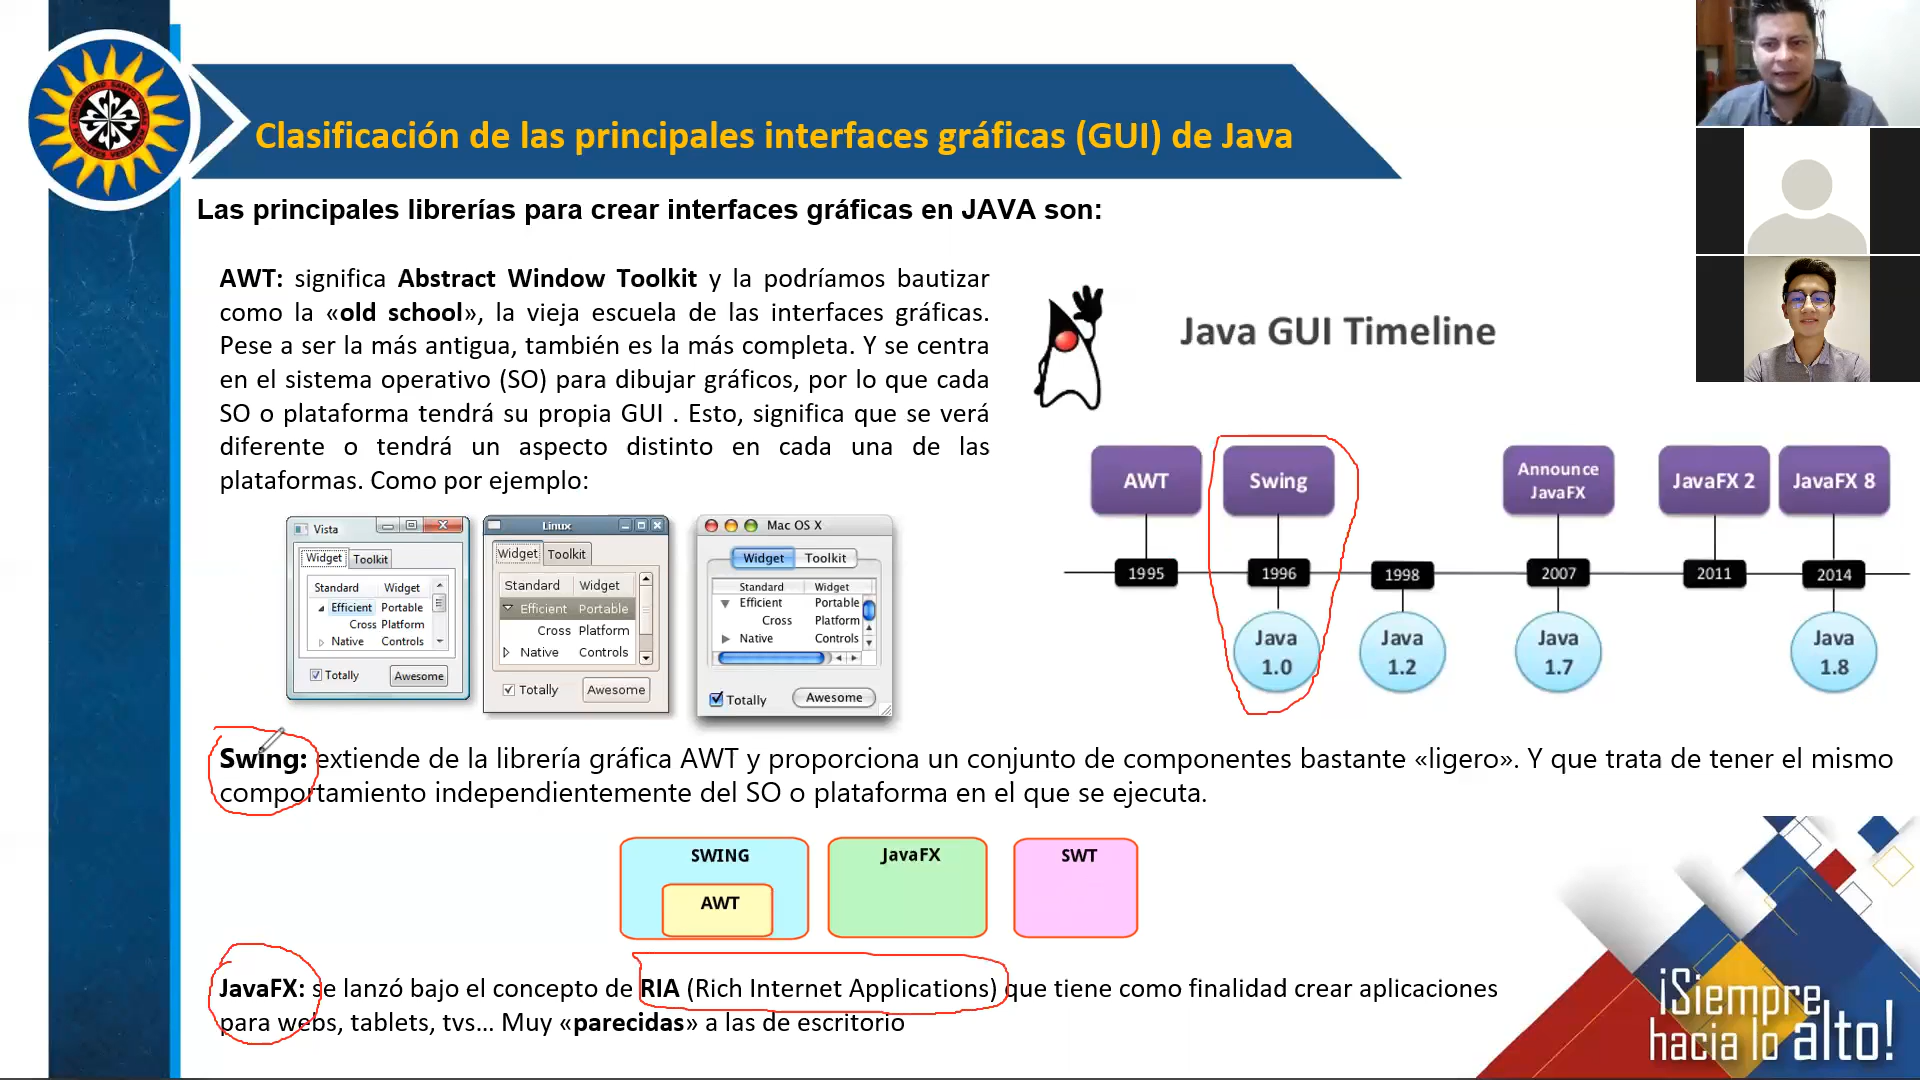 Clasificación de las principales interfaces gráficas (GUI) de Java
Las principales librerías para crear interfaces gráficas en JAVA son:
AWT: significa Abstract Window Toolkit y la podríamos bautizar
como la «old school», la vieja escuela de las interfaces gráficas.
Pese a ser la más antigua, también es la más completa. Y se centra
en el sistema operativo (SO) para dibujar gráficos, por lo que cada
SO o plataforma tendrá su propia GUI . Esto, significa que se verá
diferente o tendrá un aspecto distinto en cada una de las
plataformas. Como por ejemplo:
Vista
Widget Toolkit
Standard Widget
Efficient Portable
Cross Platform
Native Controls
Totally Awesome
Linux
Widget Toolkit
Standard Widget
Efficient Portable
Cross Platform
Native Controls
Totally Awesome
Mac OS X
Widget Toolkit
Standard Widget
Efficient Portable
Cross Platform
Native Controls
Totally Awesome
Java GUI Timeline
AWT Swing Announce JavaFX JavaFX 2 JavaFX 8
1995 1996 1998 2007 2011 2014
Java 1.0 Java 1.2 Java 1.7 Java 1.8
Swing: extiende de la librería gráfica AWT y proporciona un conjunto de componentes bastante «ligero». Y que trata de tener el mismo
comportamiento independientemente del SO o plataforma en el que se ejecuta.
SWING JavaFX SWT
AWT
JavaFX: se lanzó bajo el concepto de RIA (Rich Internet Applications) que tiene como finalidad crear aplicaciones
para webs, tablets, tvs... Muy «parecidas» a las de escritorio
¡Siempre
hacia lo alto!